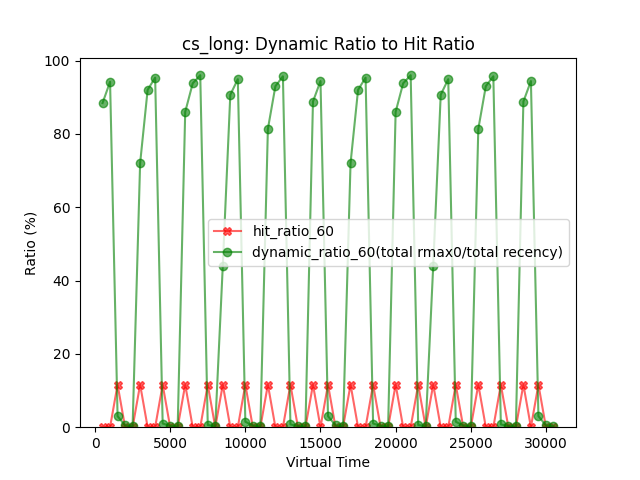 cs_long: Dynamic Ratio to Hit Ratio
100
80
60
40
20
0
Ratio (%)
hit_ratio_60
dynamic_ratio_60(total rmax0/total recency)
0 5000 10000 15000 20000 25000 30000
Virtual Time